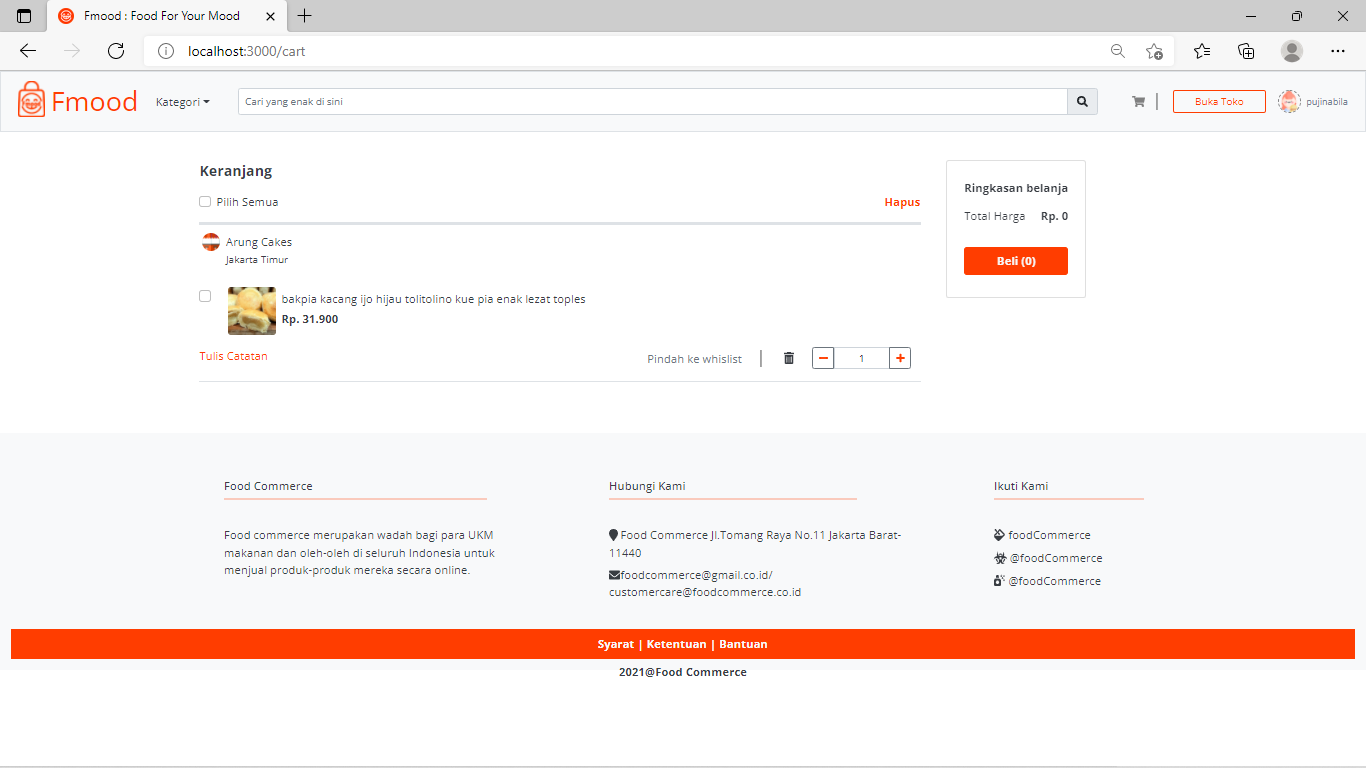 Fmood : Food For Your Mood
localhost:3000/cart
Fmood
Kategori
Cari yang enak di sini
Buka Toko
pujinabila
Keranjang
Pilih Semua
Hapus
Arung Cakes
Jakarta Timur
bakpia kacang ijo hijau tolitolino kue pia enak lezat toples
Rp. 31.900
Tulis Catatan
Pindah ke whislist
1
Ringkasan belanja
Total Harga Rp. 0
Beli (0)
Food Commerce
Food commerce merupakan wadah bagi para UKM
makanan dan oleh-oleh di seluruh Indonesia untuk
menjual produk-produk mereka secara online.
Hubungi Kami
Food Commerce Jl.Tomang Raya No.11 Jakarta Barat-
11440
foodcommerce@gmail.co.id/
customercare@foodcommerce.co.id
Ikuti Kami
foodCommerce
@foodCommerce
@foodCommerce
Syarat | Ketentuan | Bantuan
2021@Food Commerce